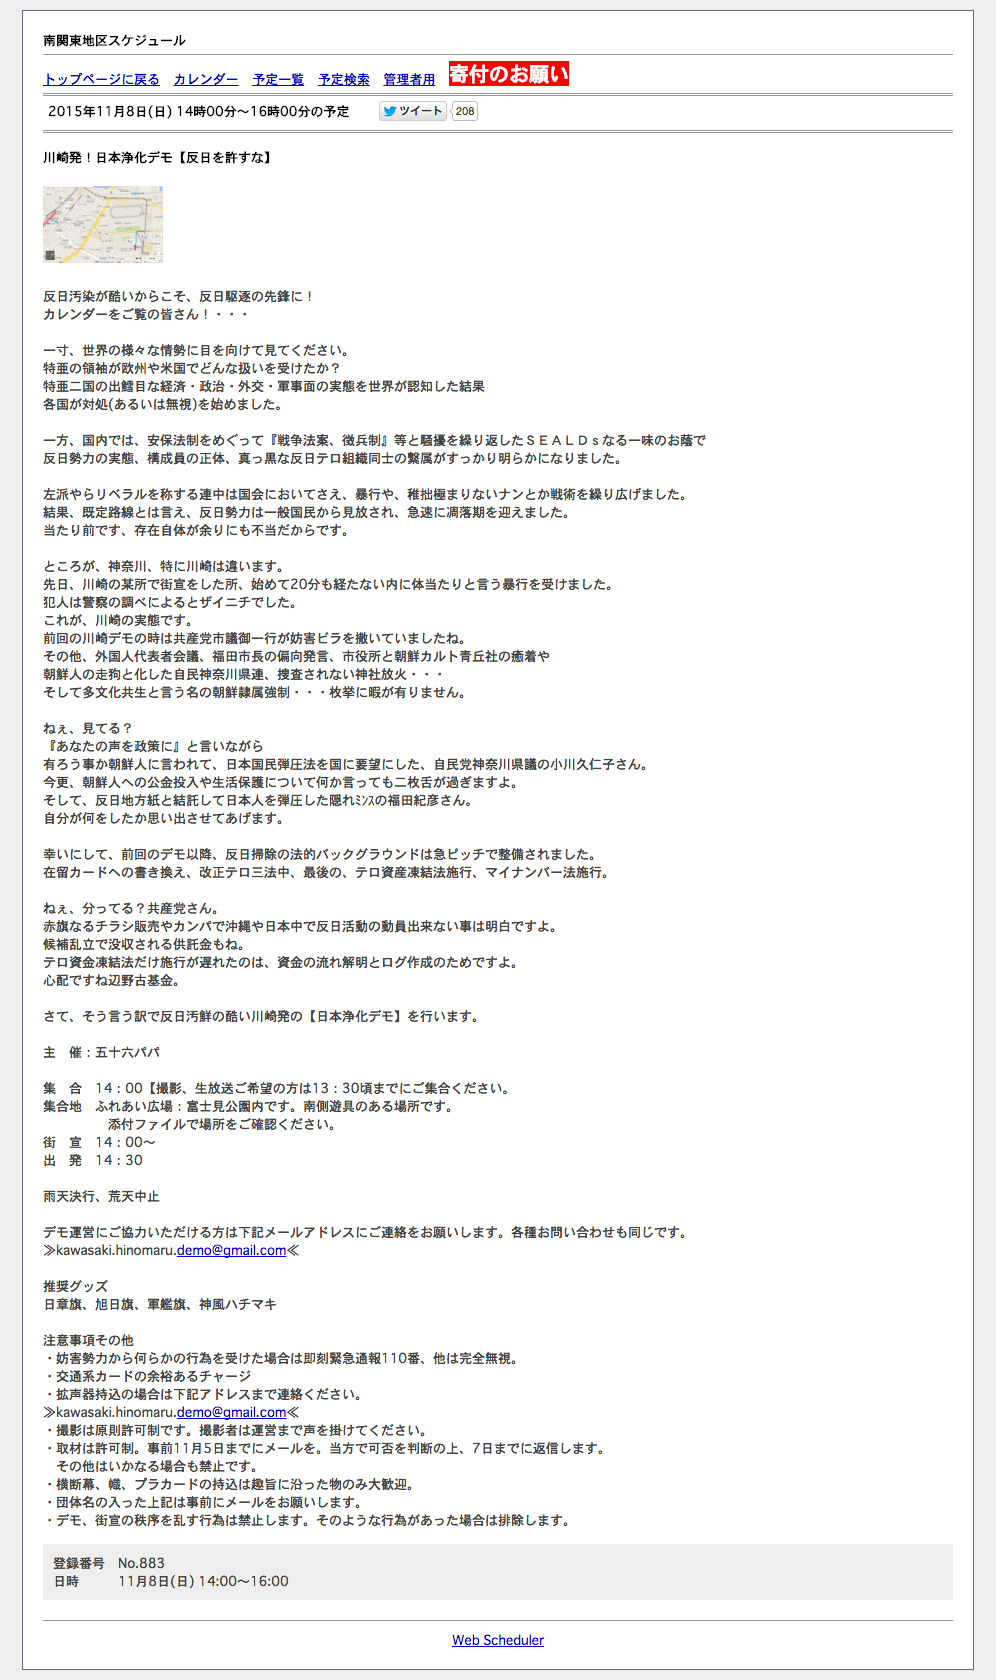 南関東地区スケジュール
トップページに戻る カレンダー 予定一覧 予定検索 管理者用 寄付のお願い
2015年11月8日(日) 14時00分～16時00分の予定 ツイート 208
川崎発！日本浄化デモ【反日を許すな】
反日汚染が酷いからこそ、反日駆逐の先鋒に！
カレンダーをご覧の皆さん！・・・
一寸、世界の様々な情勢に目を向けて見てください。
特亜の領袖が欧州や米国でどんな扱いを受けたか？
特亜二国の出鱈目な経済・政治・外交・軍事面の実態を世界が認知した結果
各国が対処(あるいは無視)を始めました。
一方、国内では、安保法制をめぐって『戦争法案、徴兵制』等と騒擾を繰り返したＳＥＡＬＤｓなる一味のお蔭で
反日勢力の実態、構成員の正体、真っ黒な反日テロ組織同士の繋属がすっかり明らかになりました。
左派やらリベラルを称する連中は国会においてさえ、暴行や、稚拙極まりないナンとか戦術を繰り広げました。
結果、既定路線とは言え、反日勢力は一般国民から見放され、急速に凋落期を迎えました。
当たり前です、存在自体が余りにも不当だからです。
ところが、神奈川、特に川崎は違います。
先日、川崎の某所で街宣をした所、始めて20分も経たない内に体当たりと言う暴行を受けました。
犯人は警察の調べによるとザイニチでした。
これが、川崎の実態です。
前回の川崎デモの時は共産党市議御一行が妨害ビラを撒いていましたね。
その他、外国人代表者会議、福田市長の偏向発言、市役所と朝鮮カルト青丘社の癒着や
朝鮮人の走狗と化した自民神奈川県連、捜査されない神社放火・・・
そして多文化共生と言う名の朝鮮隷属強制・・・枚挙に暇が有りません。
ねぇ、見てる？
『あなたの声を政策に』と言いながら
有ろう事か朝鮮人に言われて、日本国民弾圧法を国に要望にした、自民党神奈川県議の小川久仁子さん。
今更、朝鮮人への公金投入や生活保護について何か言っても二枚舌が過ぎますよ。
そして、反日地方紙と結託して日本人を弾圧した隠れﾐﾝｽの福田紀彦さん。
自分が何をしたか思い出させてあげます。
幸いにして、前回のデモ以降、反日掃除の法的バックグラウンドは急ピッチで整備されました。
在留カードへの書き換え、改正テロ三法中、最後の、テロ資産凍結法施行、マイナンバー法施行。
ねぇ、分ってる？共産党さん。
赤旗なるチラシ販売やカンパで沖縄や日本中で反日活動の動員出来ない事は明白ですよ。
候補乱立で没収される供託金もね。
テロ資金凍結法だけ施行が遅れたのは、資金の流れ解明とログ作成のためですよ。
心配ですね辺野古基金。
さて、そう言う訳で反日汚鮮の酷い川崎発の【日本浄化デモ】を行います。
主　催：五十六パパ
集　合　14：00【撮影、生放送ご希望の方は13：30頃までにご集合ください。
集合地　ふれあい広場：富士見公園内です。南側遊具のある場所です。
添付ファイルで場所をご確認ください。
街　宣　14：00～
出　発　14：30
雨天決行、荒天中止
デモ運営にご協力いただける方は下記メールアドレスにご連絡をお願いします。各種お問い合わせも同じです。
≫kawasaki.hinomaru.demo@gmail.com≪
推奨グッズ
日章旗、旭日旗、軍艦旗、神風ハチマキ
注意事項その他
・妨害勢力から何らかの行為を受けた場合は即刻緊急通報110番、他は完全無視。
・交通系カードの余裕あるチャージ
・拡声器持込の場合は下記アドレスまで連絡ください。
≫kawasaki.hinomaru.demo@gmail.com≪
・撮影は原則許可制です。撮影者は運営まで声を掛けてください。
・取材は許可制。事前11月5日までにメールを。当方で可否を判断の上、7日までに返信します。
その他はいかなる場合も禁止です。
・横断幕、幟、プラカードの持込は趣旨に沿った物のみ大歓迎。
・団体名の入った上記は事前にメールをお願いします。
・デモ、街宣の秩序を乱す行為は禁止します。そのような行為があった場合は排除します。
登録番号　No.883
日時　11月8日(日) 14:00～16:00
Web Scheduler